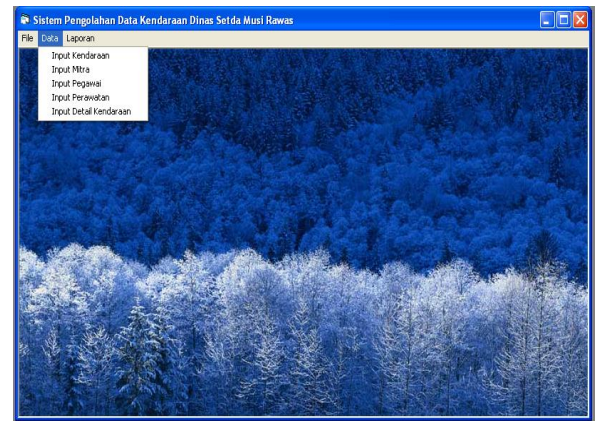 Sistem Pengolahan Data Kendaraan Dinas Setda Musi Rawas
File Data Laporan
Input Kendaraan
Input Mitra
Input Pegawai
Input Perawatan
Input Detail Kendaraan